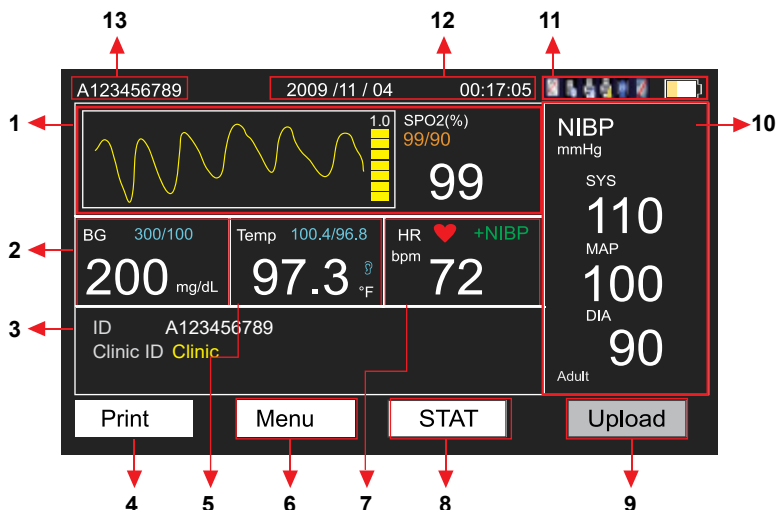 13 12 11
A123456789 2009 /11 / 04 00:17:05
1 1.0 SPO2(%) NIBP 10
99/90 mmHg
99
SYS
110
MAP
100
DIA
90
Adult
2 BG 300/100 Temp 100.4/96.8 HR +NIBP
200 mg/dL 97.3 °F bpm 72
3 ID A123456789
Clinic ID Clinic
Print Menu STAT Upload
4 5 6 7 8 9